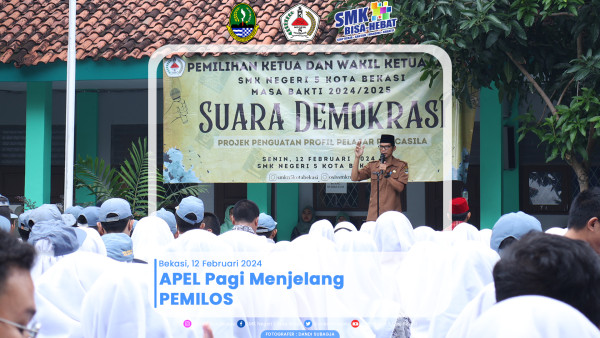 SMK
BISA-HEBAT
PEMILIHAN KETUA DAN WAKIL KETUA
SMK NEGERI 5 KOTA BEKASI
MASA BAKTI 2024/2025
SUARA DEMOKRASI
PROJEK PENGUATAN PROFIL PELAJAR PANCASILA
SENIN, 12 FEBRUARI 2024
SMK NEGERI 5 KOTA BEKASI
Bekasi, 12 Februari 2024
APEL Pagi Menjelang
PEMILOS